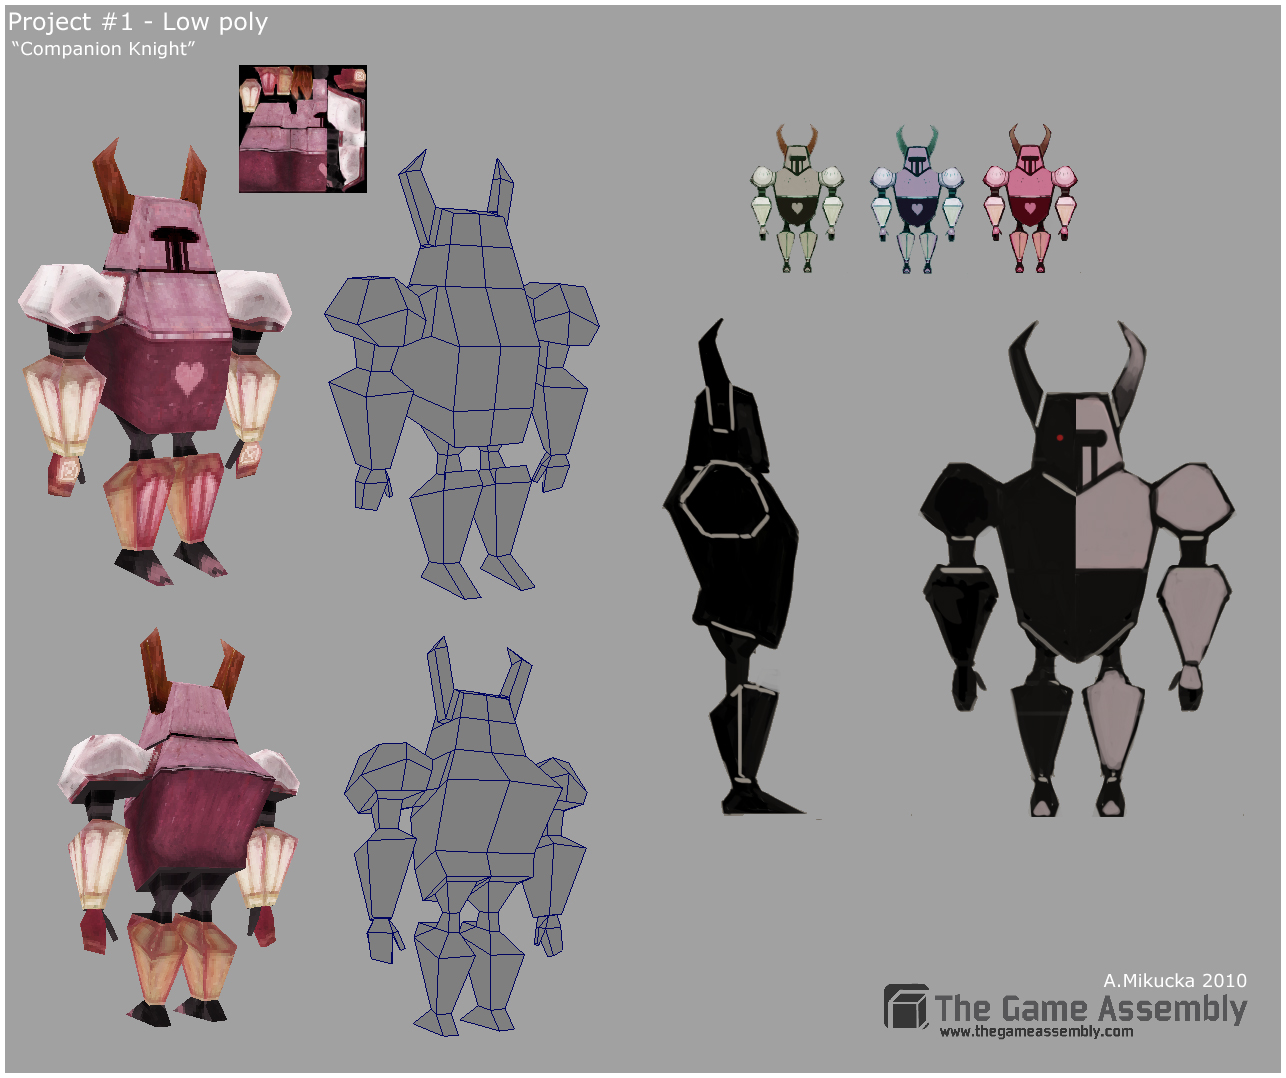 Project #1 - Low poly
“Companion Knight”
A.Mikucka 2010
The Game Assembly
www.thegameassembly.com